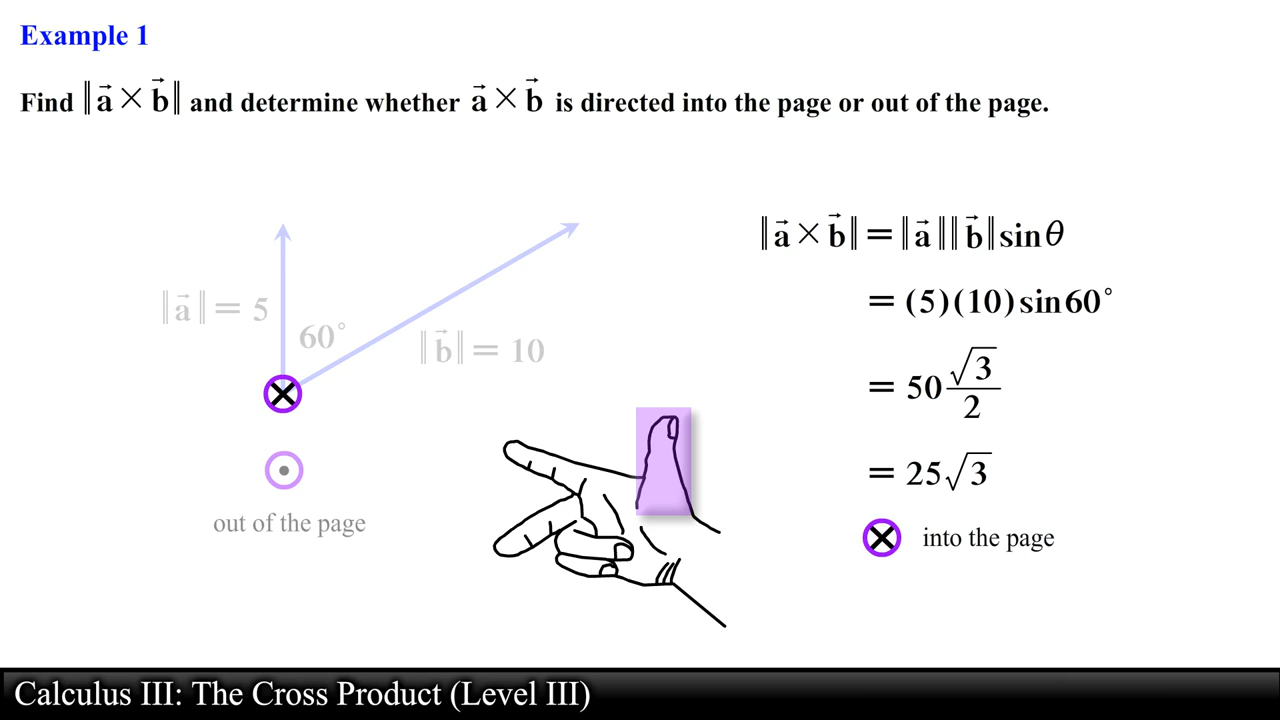 Example 1
Find ‖a⃗ × b⃗‖ and determine whether a⃗ × b⃗ is directed into the page or out of the page.
‖a⃗ × b⃗‖ = ‖a⃗‖‖b⃗‖ sin θ
= (5)(10) sin 60°
= 50 √3/2
= 25√3
into the page
‖a⃗‖ = 5
60°
‖b⃗‖ = 10
out of the page
Calculus III: The Cross Product (Level III)